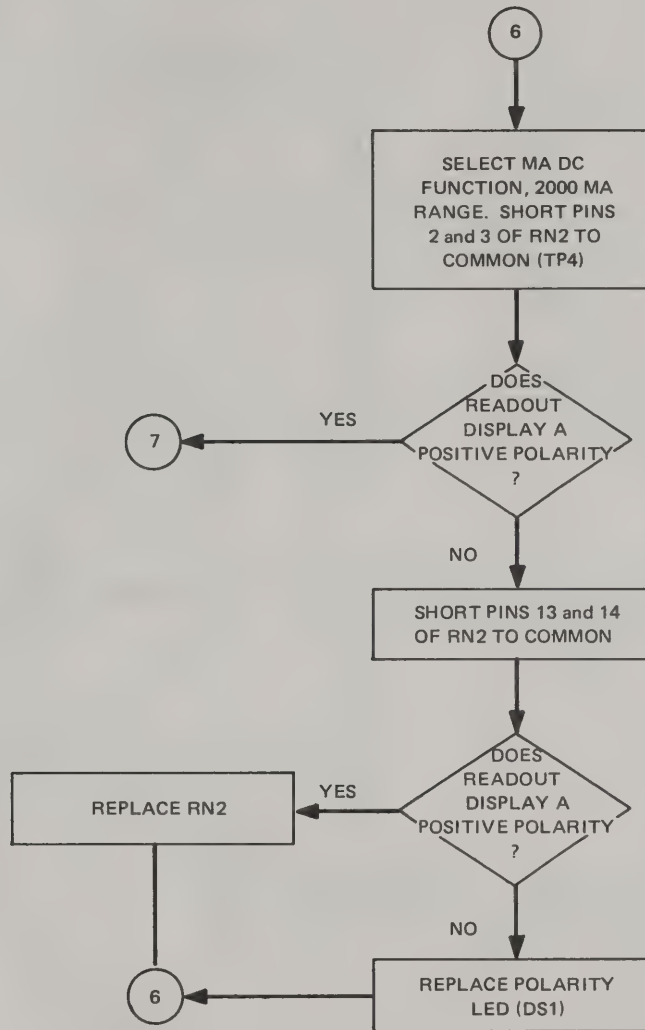 6
SELECT MA DC
FUNCTION, 2000 MA
RANGE. SHORT PINS
2 and 3 OF RN2 TO
COMMON (TP4)
DOES
READOUT
DISPLAY A
POSITIVE POLARITY
?
YES
7
NO
SHORT PINS 13 and 14
OF RN2 TO COMMON
DOES
READOUT
DISPLAY A
POSITIVE POLARITY
?
YES
REPLACE RN2
NO
REPLACE POLARITY
LED (DS1)
6